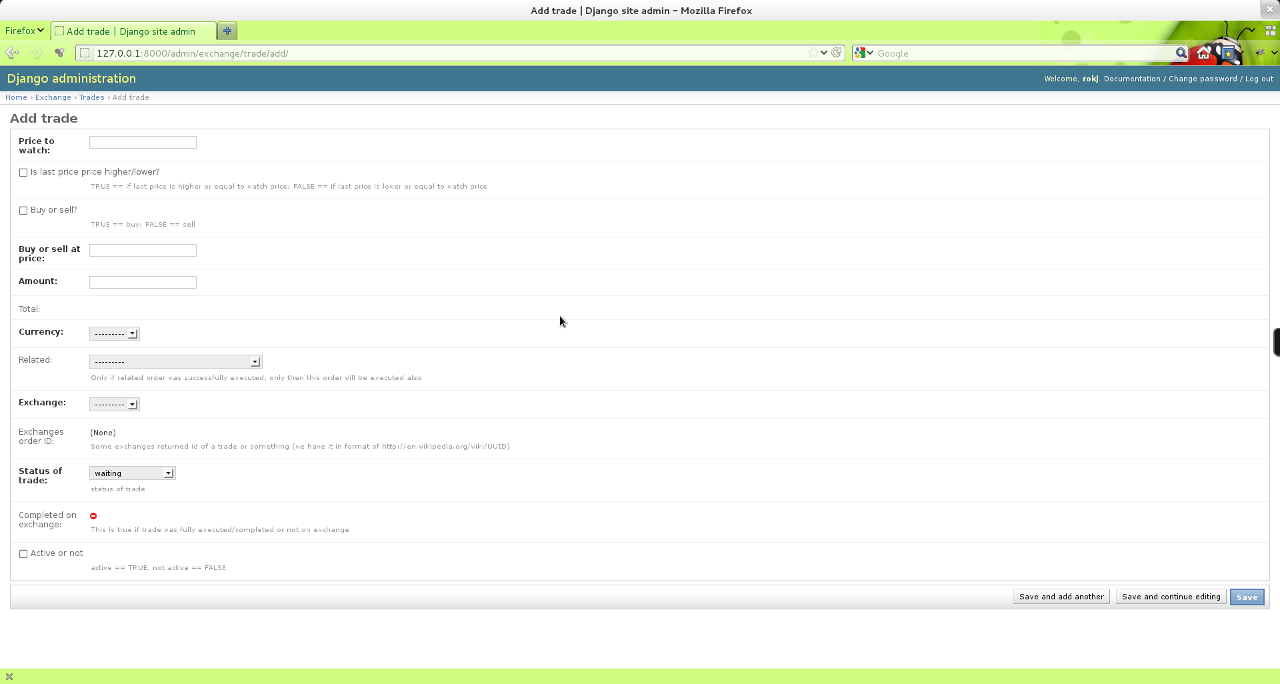 Add trade | Django site admin – Mozilla Firefox
Firefox
Add trade | Django site admin
127.0.0.1:8000/admin/exchange/trade/add/
Google
Django administration
Welcome, rokj. Documentation / Change password / Log out
Home › Exchange › Trades › Add trade
Add trade
Price to
watch:
Is last price price higher/lower?
TRUE == if last price is higher or equal to watch price; FALSE == if last price is lower or equal to watch price
Buy or sell?
TRUE == buy; FALSE == sell
Buy or sell at
price:
Amount:
Total:
Currency:
---------
Related:
---------
Only if related order was successfully executed, only then this order will be executed also
Exchange:
---------
Exchanges
order ID:
(None)
Some exchanges returned id of a trade or something (we have it in format of http://en.wikipedia.org/wiki/UUID)
Status of
trade:
waiting
status of trade
Completed on
exchange:
This is true if trade was fully executed/completed or not on exchange
Active or not
active == TRUE, not active == FALSE
Save and add another
Save and continue editing
Save